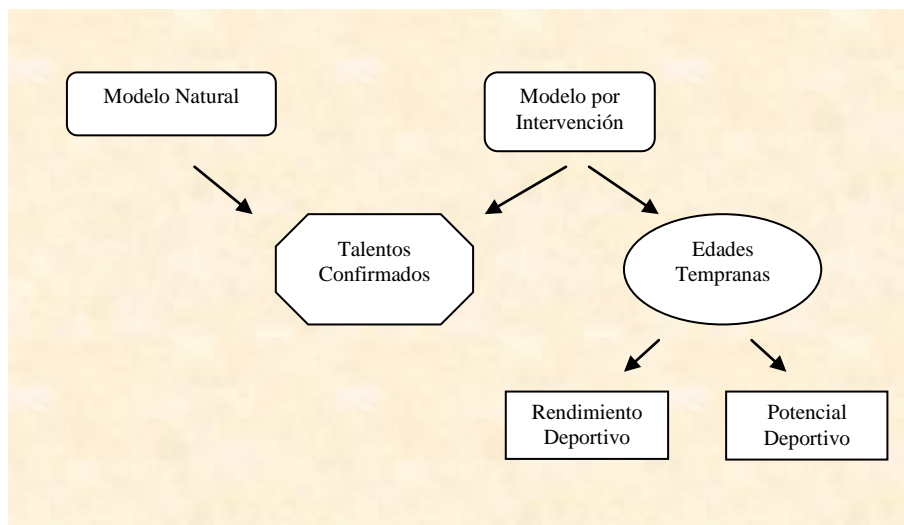 Modelo Natural
Modelo por
Intervención
Talentos
Confirmados
Edades
Tempranas
Rendimiento
Deportivo
Potencial
Deportivo